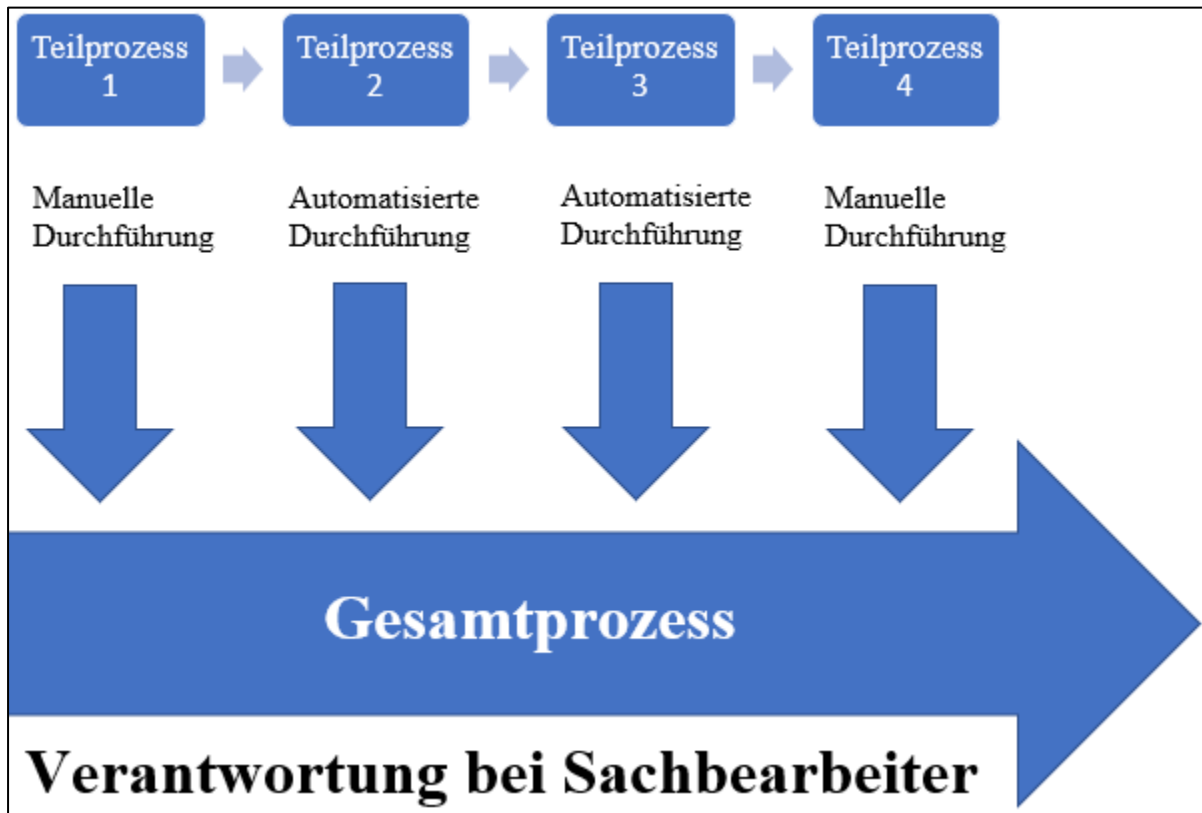 Teilprozess
1
Teilprozess
2
Teilprozess
3
Teilprozess
4
Manuelle
Durchführung
Automatisierte
Durchführung
Automatisierte
Durchführung
Manuelle
Durchführung
Gesamtprozess
Verantwortung bei Sachbearbeiter